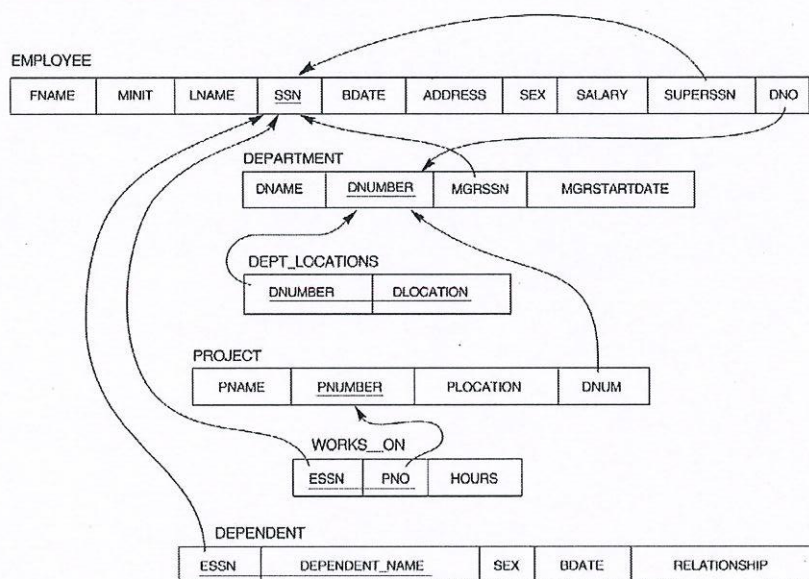 EMPLOYEE
FNAME MINIT LNAME SSN BDATE ADDRESS SEX SALARY SUPERSSN DNO
DEPARTMENT
DNAME DNUMBER MGRSSN MGRSTARTDATE
DEPT_LOCATIONS
DNUMBER DLOCATION
PROJECT
PNAME PNUMBER PLOCATION DNUM
WORKS_ON
ESSN PNO HOURS
DEPENDENT
ESSN DEPENDENT_NAME SEX BDATE RELATIONSHIP